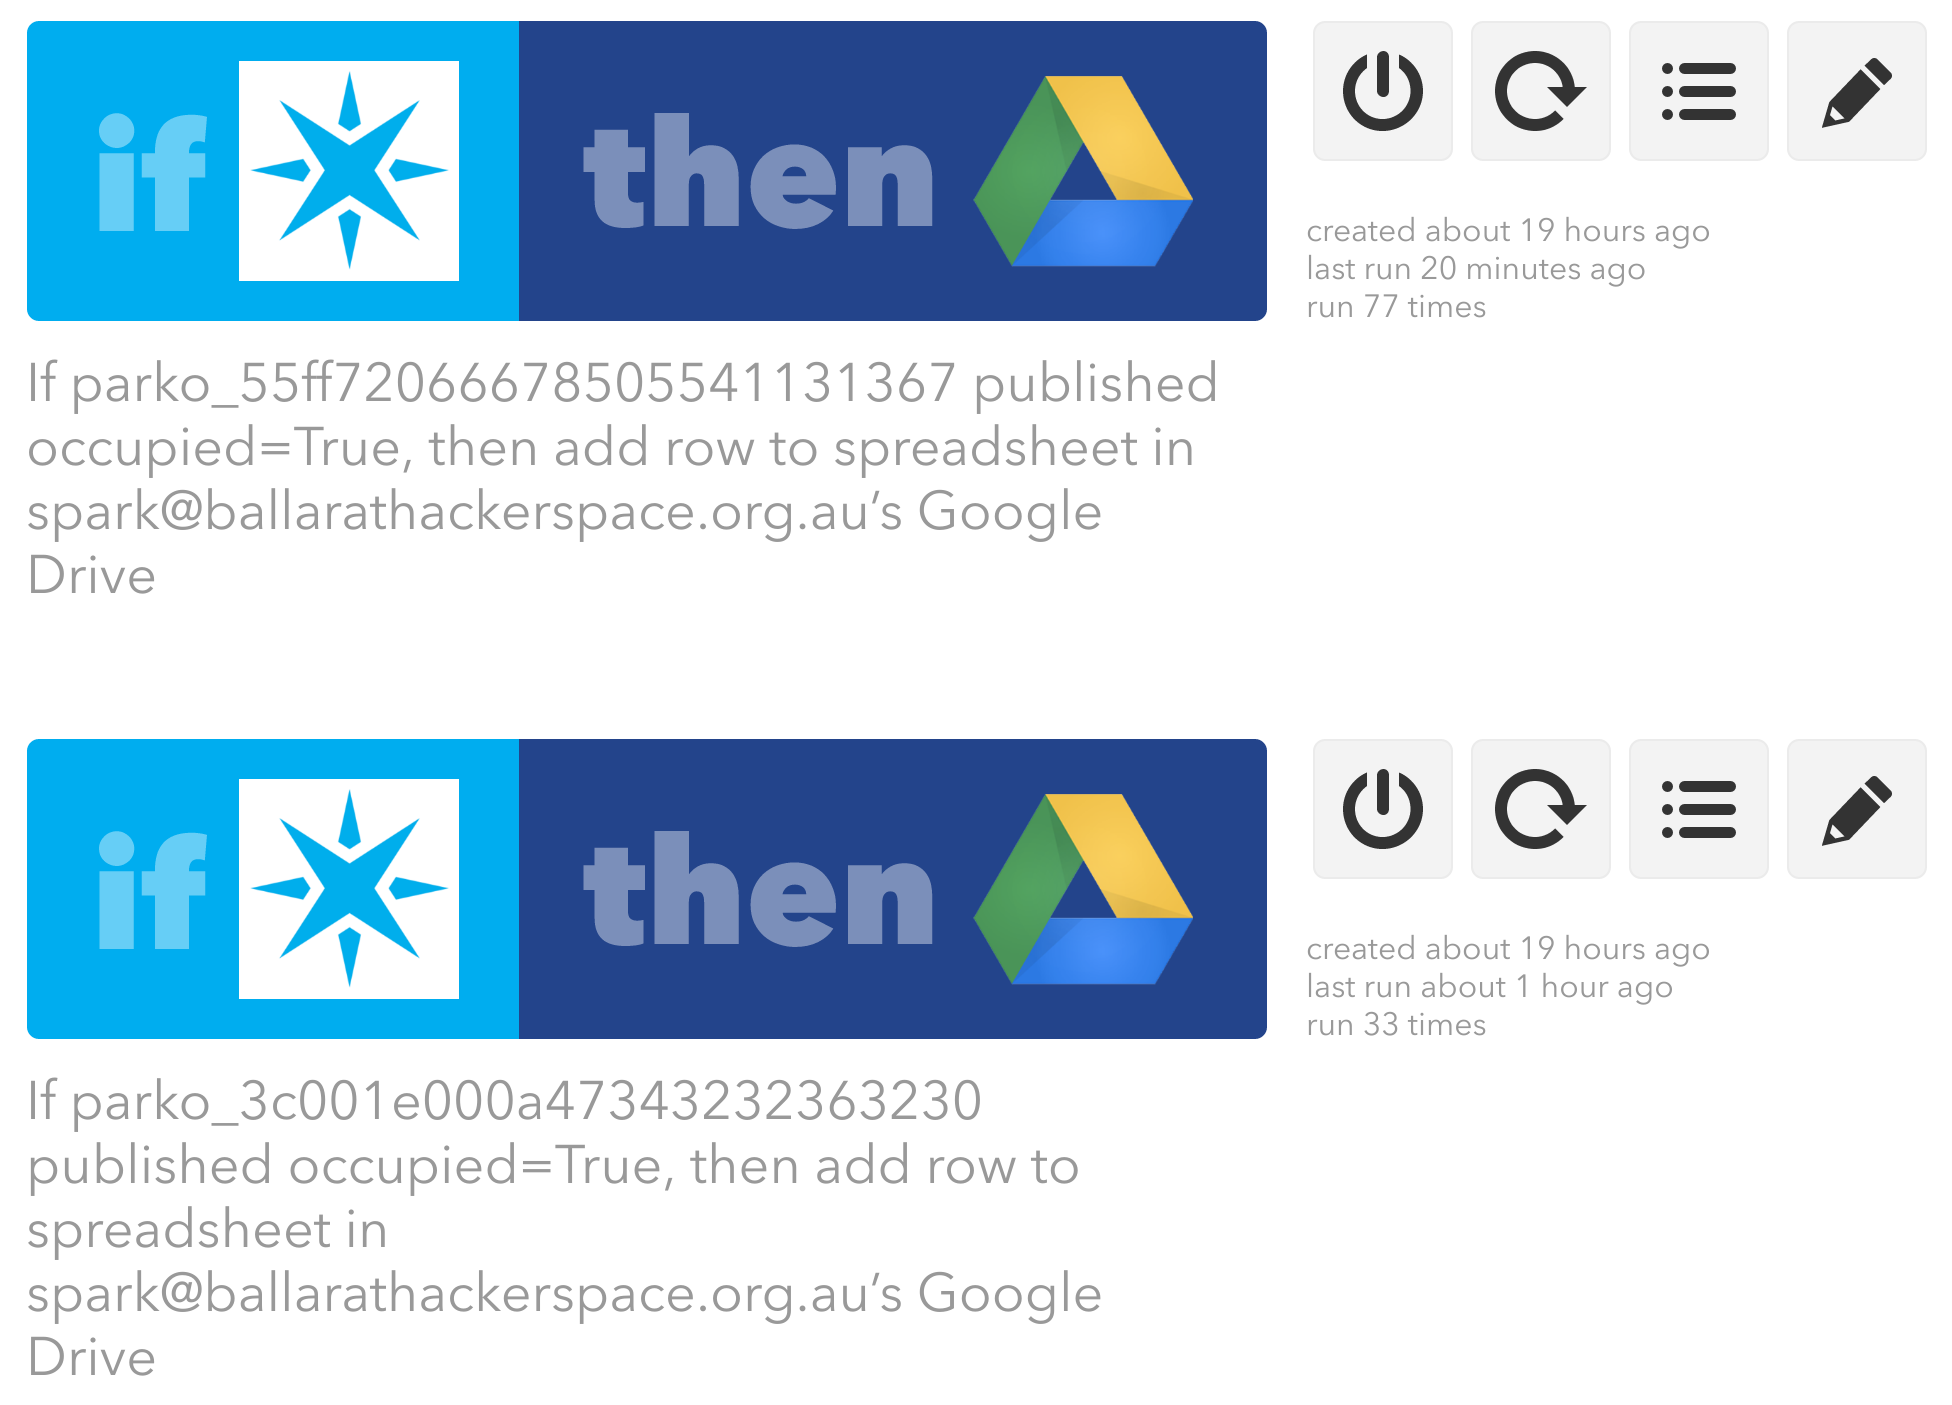 if then
created about 19 hours ago
last run 20 minutes ago
run 77 times
If parko_55ff72066678505541131367 published
occupied=True, then add row to spreadsheet in
spark@ballarathackerspace.org.au’s Google
Drive
if then
created about 19 hours ago
last run about 1 hour ago
run 33 times
If parko_3c001e000a47343232363230
published occupied=True, then add row to
spreadsheet in
spark@ballarathackerspace.org.au’s Google
Drive